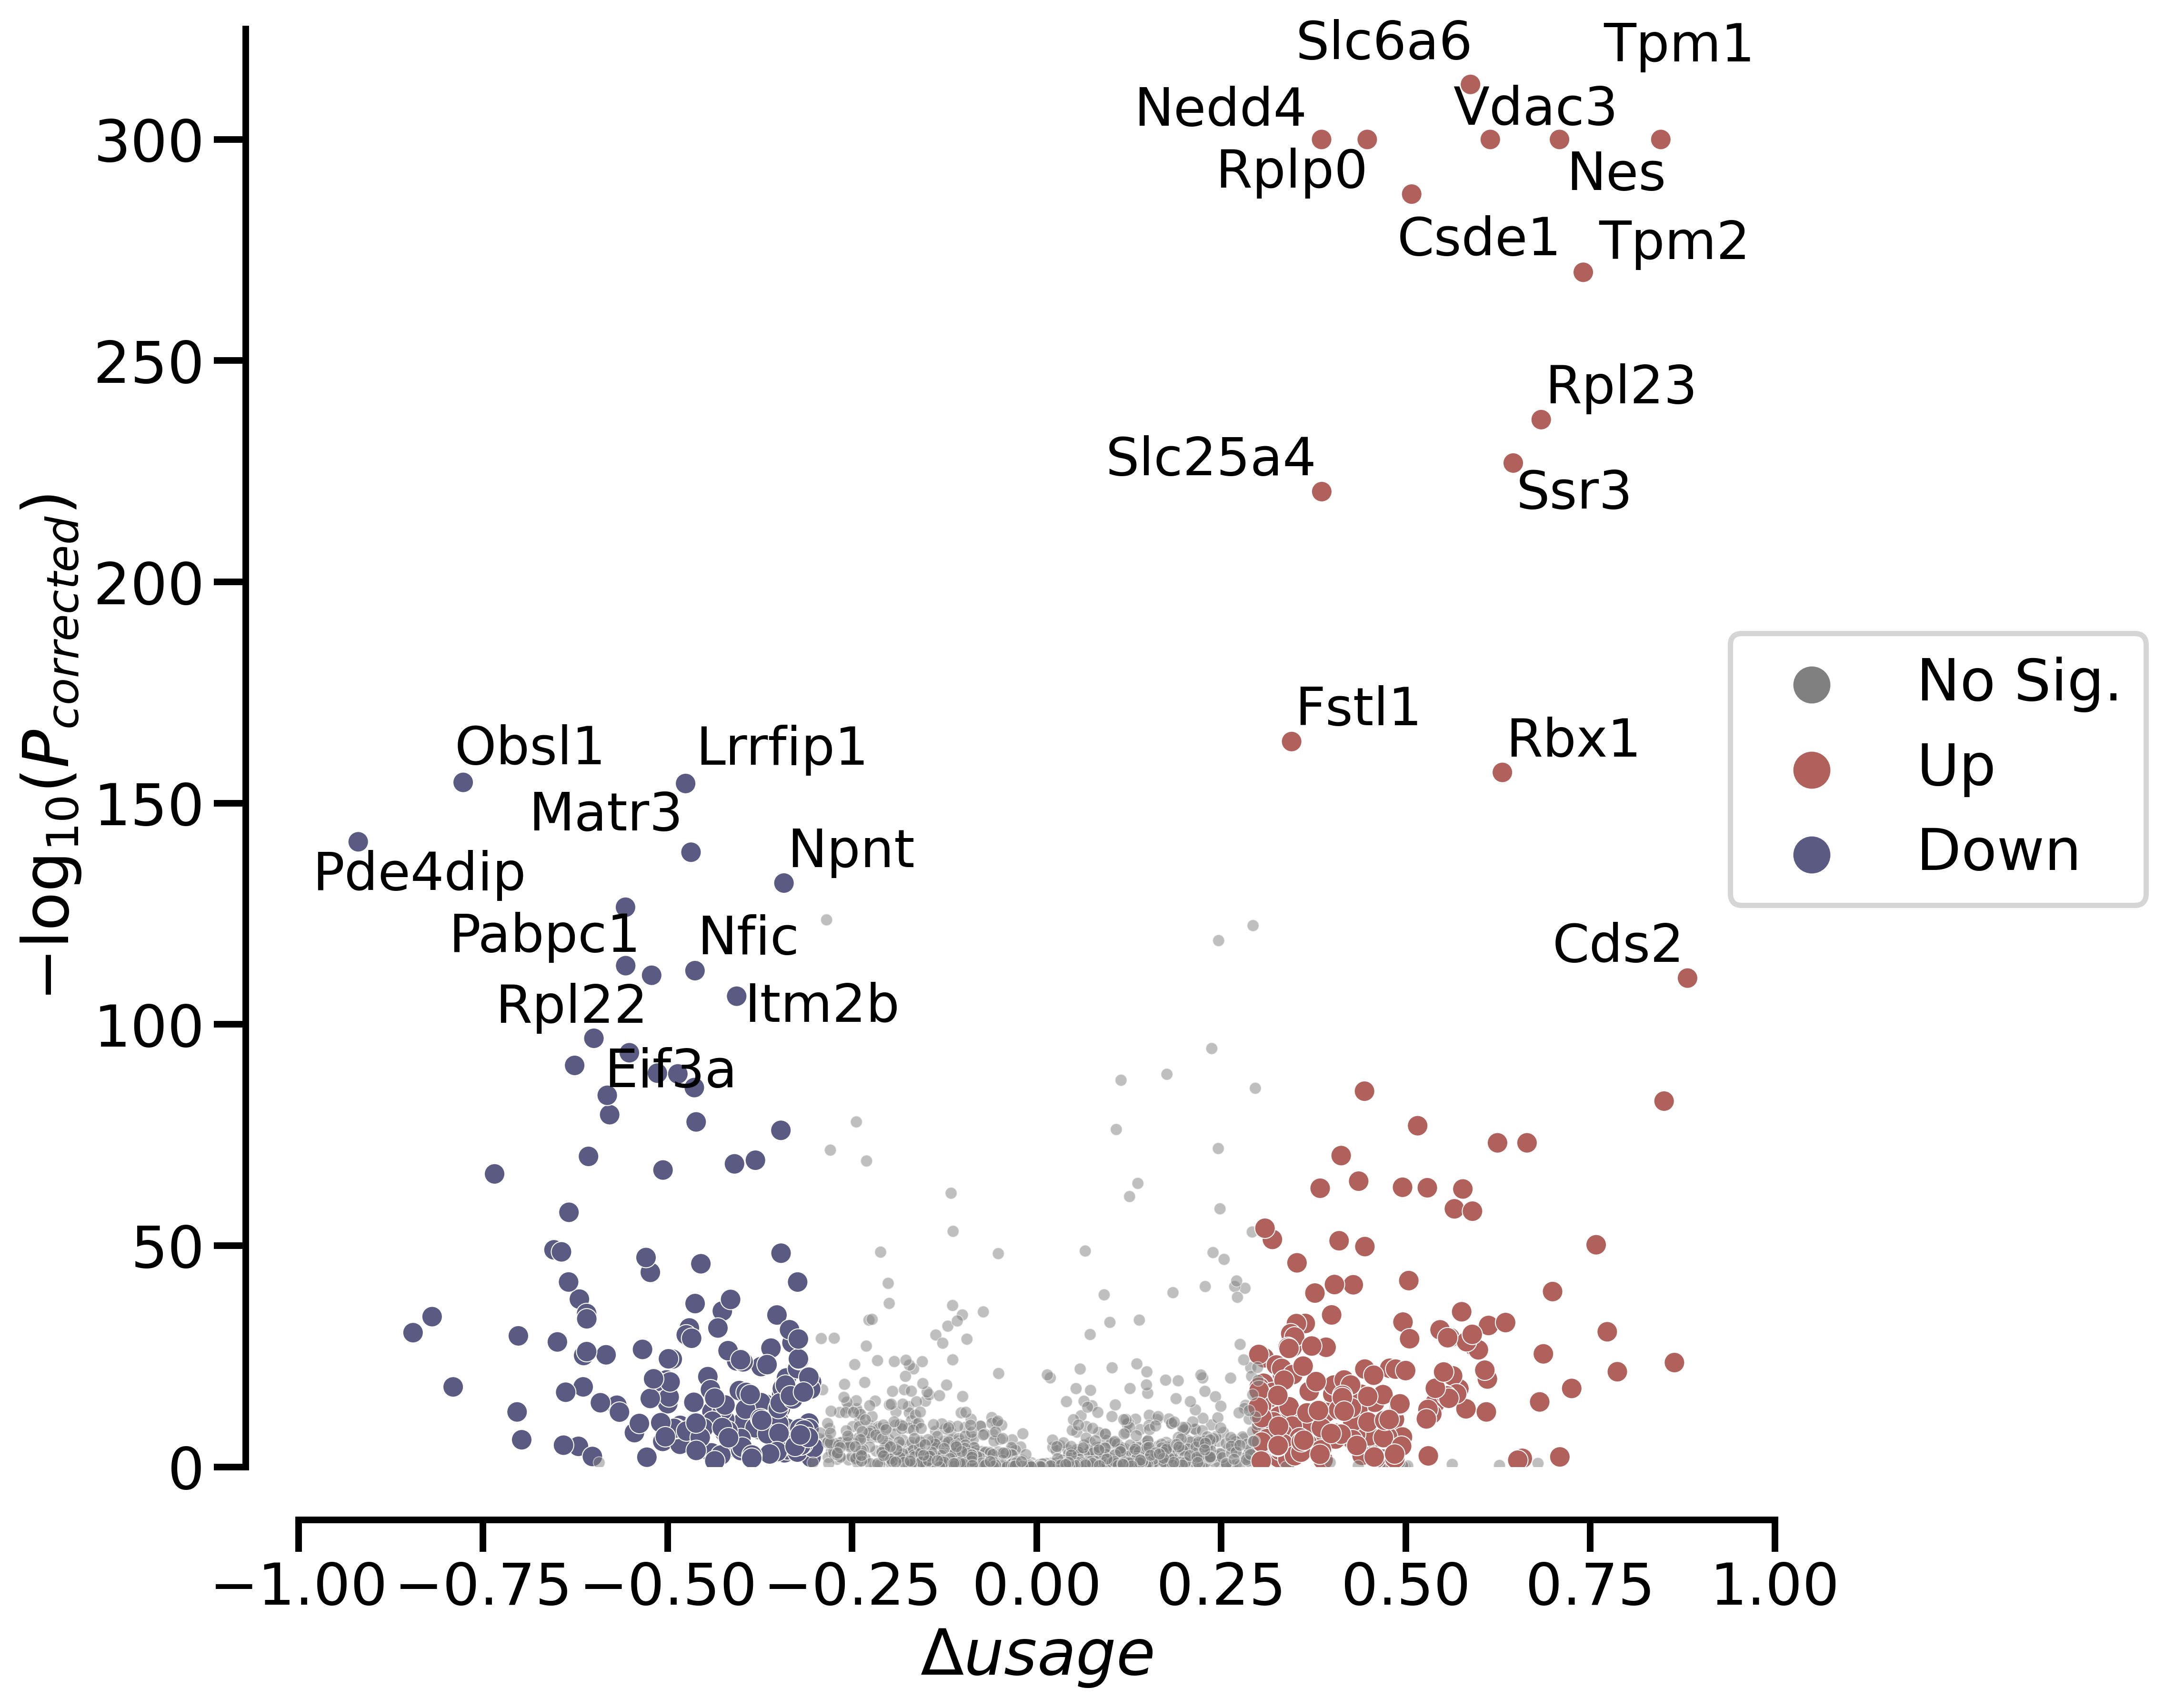 Slc6a6
Tpm1
Nedd4
Vdac3
Rplp0
Nes
Csde1
Tpm2
Rpl23
Slc25a4
Ssr3
Fstl1
Rbx1
Obsl1
Lrrfip1
Matr3
Npnt
Pde4dip
Pabpc1
Nfic
Cds2
Rpl22
Itm2b
Eif3a
300
250
200
150
100
50
0
−log10(Pcorrected)
No Sig.
Up
Down
−1.00 −0.75 −0.50 −0.25 0.00 0.25 0.50 0.75 1.00
Δusage